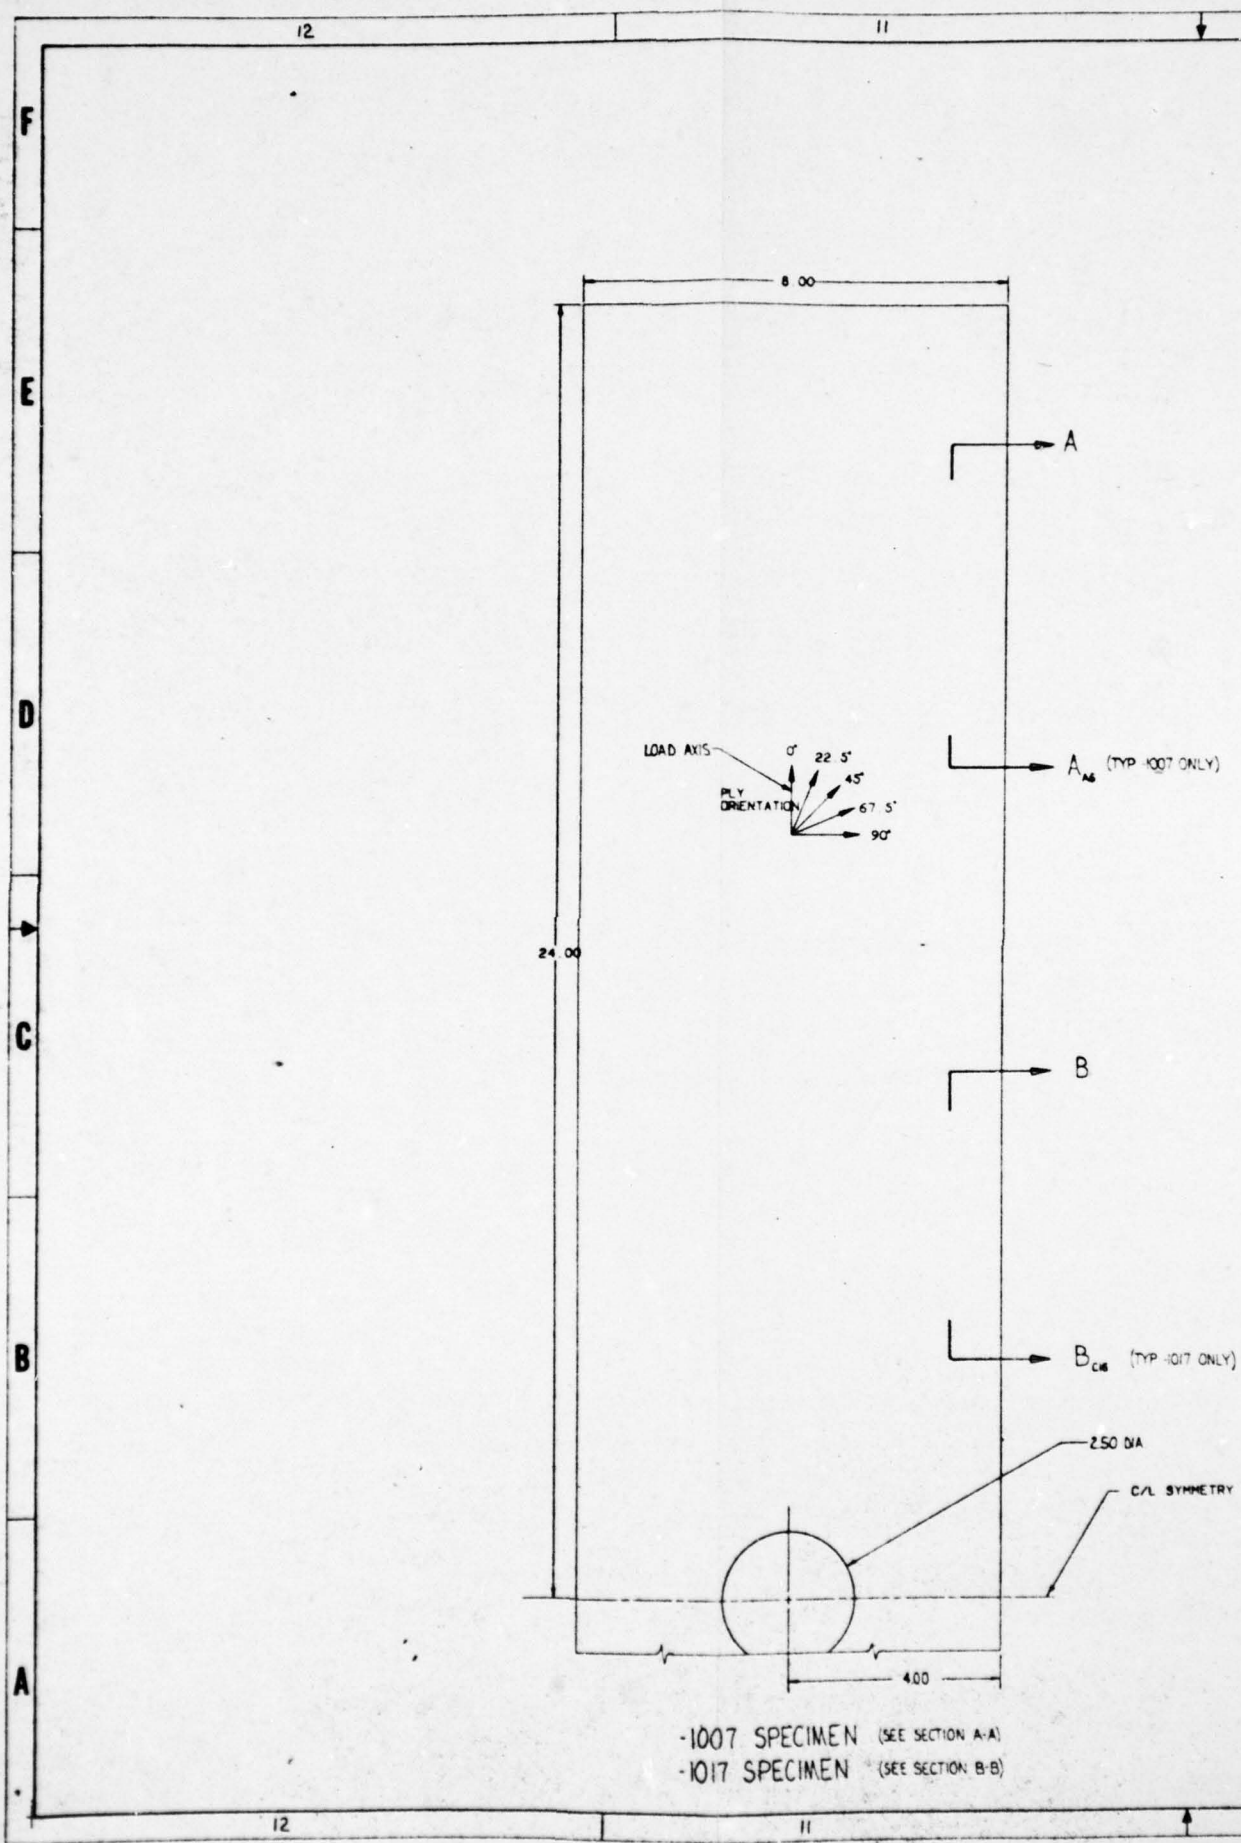 12
11
F
8.00
E
A
D
LOAD AXIS
0°
22.5°
PLY
ORIENTATION
45°
67.5°
90°
A (TYP -1007 ONLY)
24.00
C
B
B
B (TYP -1017 ONLY)
2.50 DIA
C/L SYMMETRY
4.00
A
-1007 SPECIMEN (SEE SECTION A-A)
-1017 SPECIMEN (SEE SECTION B-B)
12
11